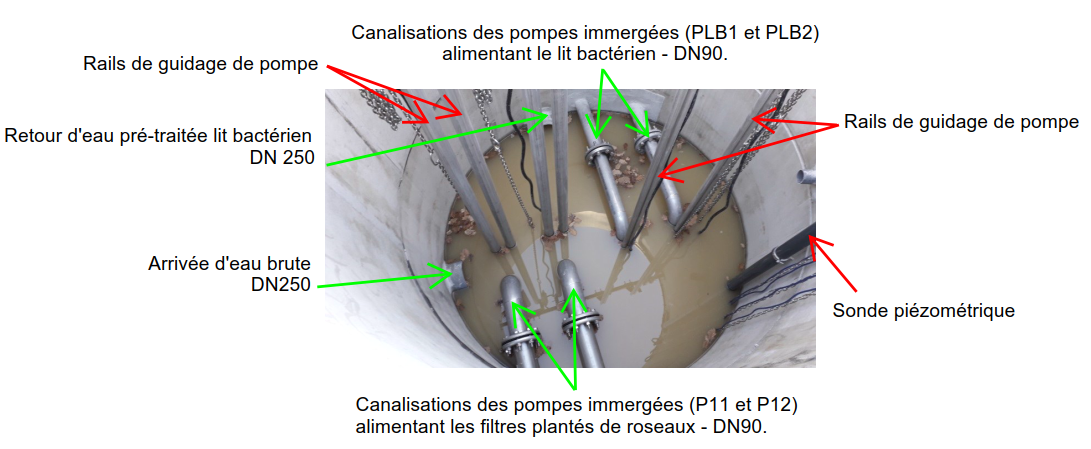 Canalisations des pompes immergées (PLB1 et PLB2)
alimentant le lit bactérien - DN90.
Rails de guidage de pompe
Retour d'eau pré-traitée lit bactérien
DN 250
Rails de guidage de pompe
Arrivée d'eau brute
DN250
Sonde piézométrique
Canalisations des pompes immergées (P11 et P12)
alimentant les filtres plantés de roseaux - DN90.